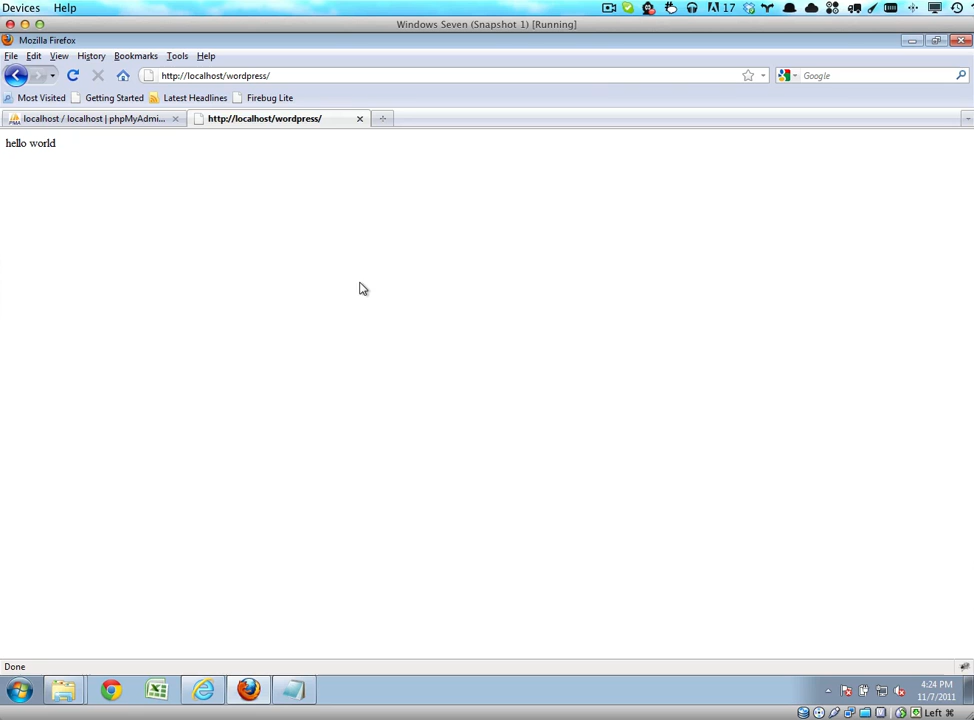 Devices Help 17
Windows Seven (Snapshot 1) [Running]
Mozilla Firefox
File Edit View History Bookmarks Tools Help
http://localhost/wordpress/ Google
Most Visited Getting Started Latest Headlines Firebug Lite
localhost / localhost | phpMyAdmi... http://localhost/wordpress/
hello world
Done
4:24 PM
11/7/2011
Left ⌘